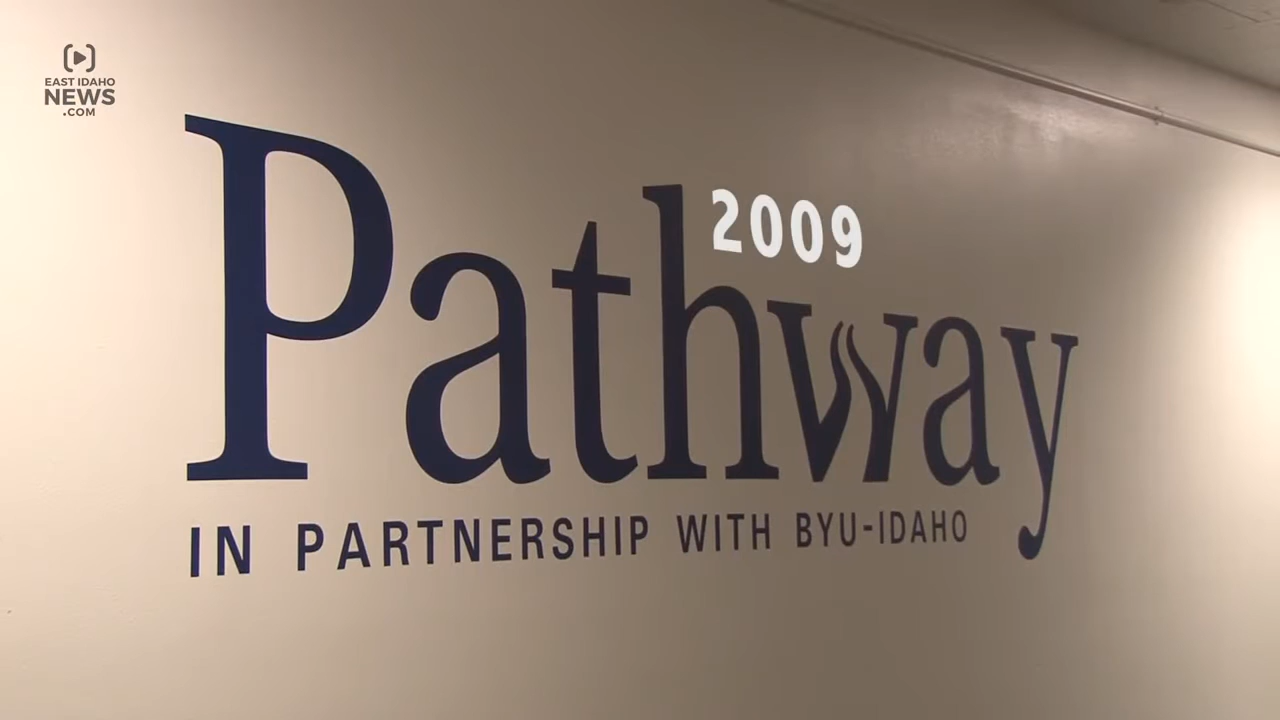 EAST IDAHO
NEWS
.COM
2009
Pathway
IN PARTNERSHIP WITH BYU-IDAHO